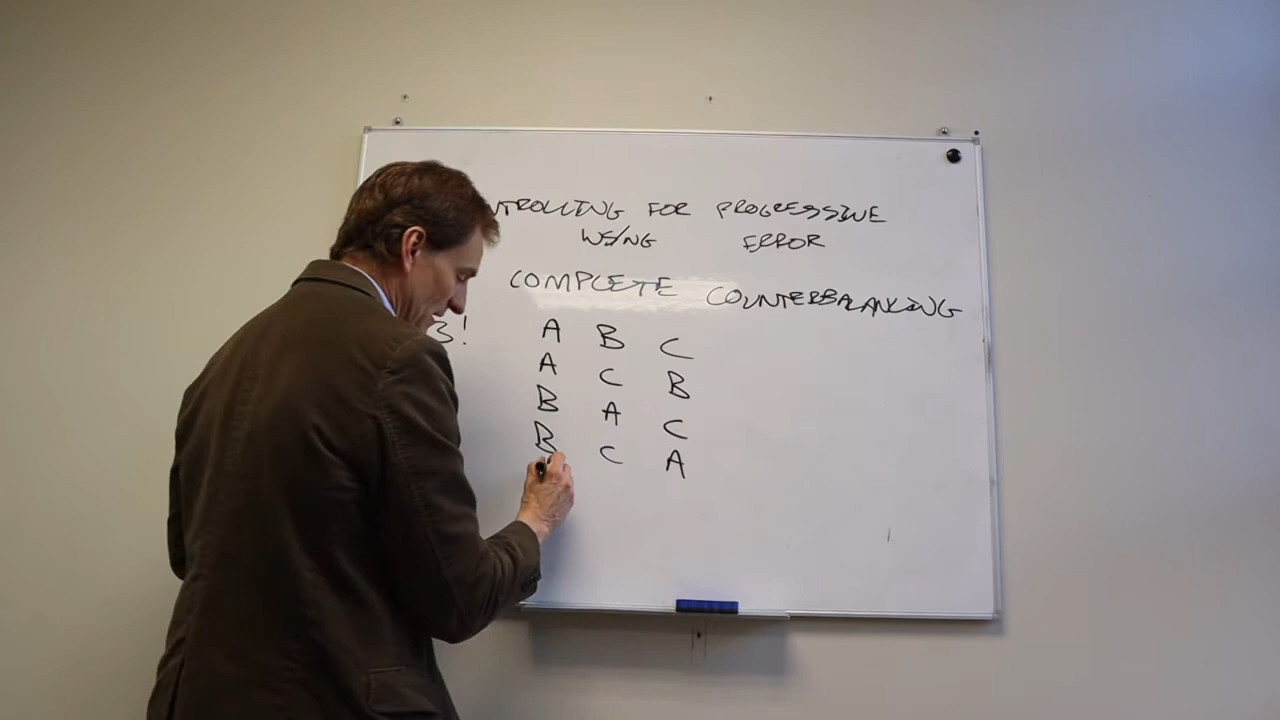 NTROLLING FOR PROGRESSIVE
USING ERROR
COMPLETE COUNTERBALANCING
3! A B C
A C B
B A C
B C A